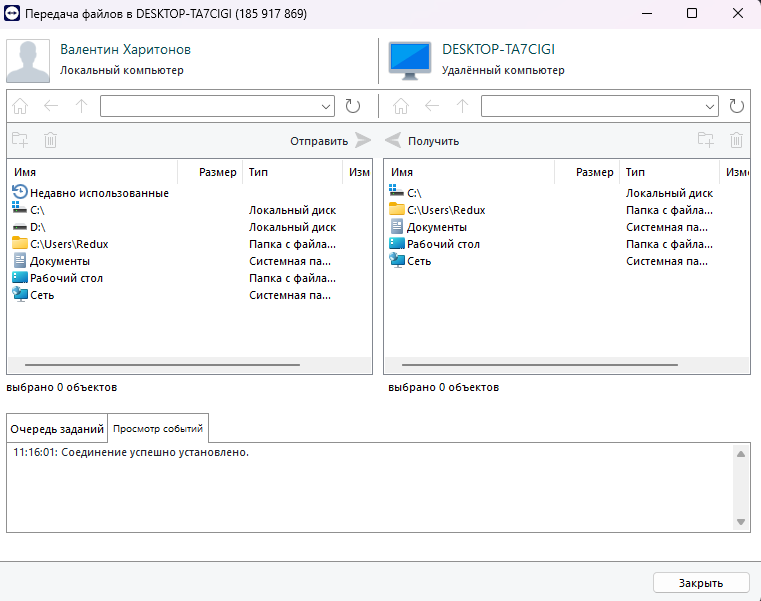 Передача файлов в DESKTOP-TA7CIGI (185 917 869)
Валентин Харитонов
Локальный компьютер
DESKTOP-TA7CIGI
Удалённый компьютер
Отправить
Получить
Имя Размер Тип Изм
Недавно использованные
C:\ Локальный диск
D:\ Локальный диск
C:\Users\Redux Папка с файла...
Документы Системная па...
Рабочий стол Папка с файла...
Сеть Системная па...
выбрано 0 объектов
Имя Размер Тип Изм
C:\ Локальный диск
C:\Users\Redux Папка с файла...
Документы Системная па...
Рабочий стол Папка с файла...
Сеть Системная па...
выбрано 0 объектов
Очередь заданий Просмотр событий
11:16:01: Соединение успешно установлено.
Закрыть